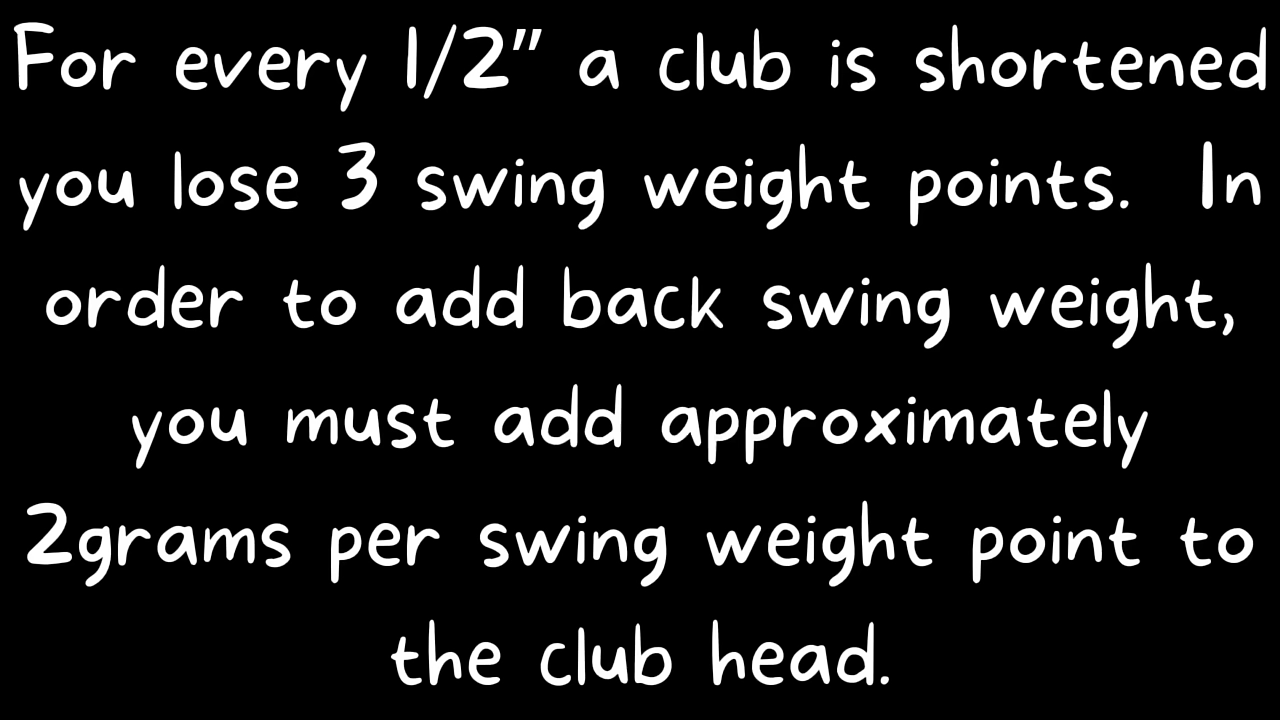 For every 1/2" a club is shortened
you lose 3 swing weight points.  In
order to add back swing weight,
you must add approximately
2grams per swing weight point to
the club head.